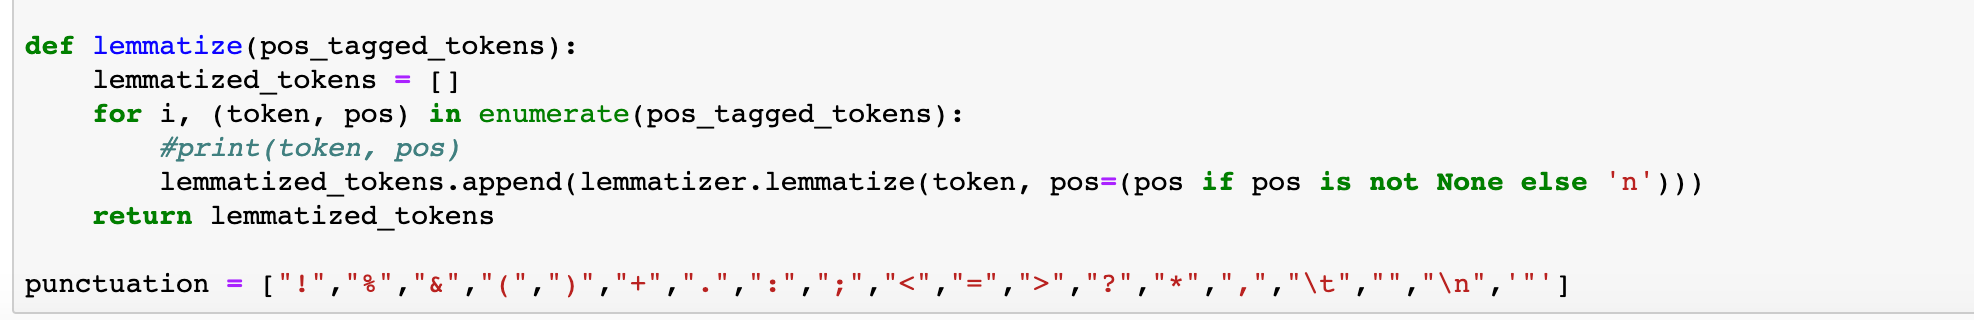 def lemmatize(pos_tagged_tokens):
    lemmatized_tokens = []
    for i, (token, pos) in enumerate(pos_tagged_tokens):
        #print(token, pos)
        lemmatized_tokens.append(lemmatizer.lemmatize(token, pos=(pos if pos is not None else 'n')))
    return lemmatized_tokens

punctuation = ["!","%","&","(",")","+",".",":",";","<","=",">","?","*",",","\t","","\n",'"']